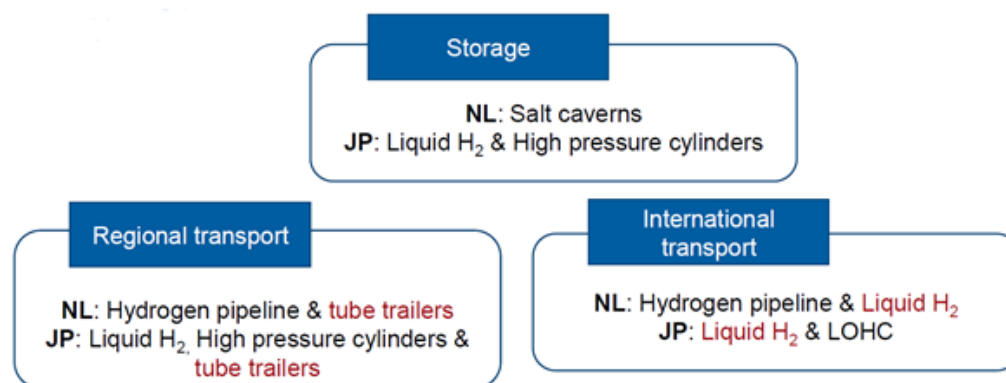 Storage
NL: Salt caverns
JP: Liquid H₂ & High pressure cylinders
Regional transport
NL: Hydrogen pipeline & tube trailers
JP: Liquid H₂, High pressure cylinders &
tube trailers
International
transport
NL: Hydrogen pipeline & Liquid H₂
JP: Liquid H₂ & LOHC